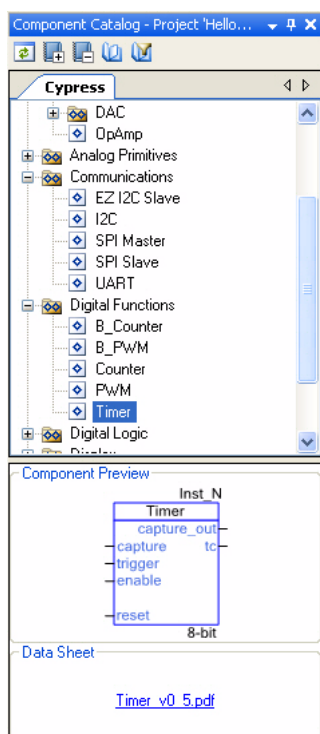 Component Catalog - Project 'Hello...
Cypress
DAC
OpAmp
Analog Primitives
Communications
EZ I2C Slave
I2C
SPI Master
SPI Slave
UART
Digital Functions
B_Counter
B_PWM
Counter
PWM
Timer
Digital Logic
Display
Component Preview
Inst_N
Timer
capture_out
capture tc
trigger
enable
reset
8-bit
Data Sheet
Timer_v0_5.pdf